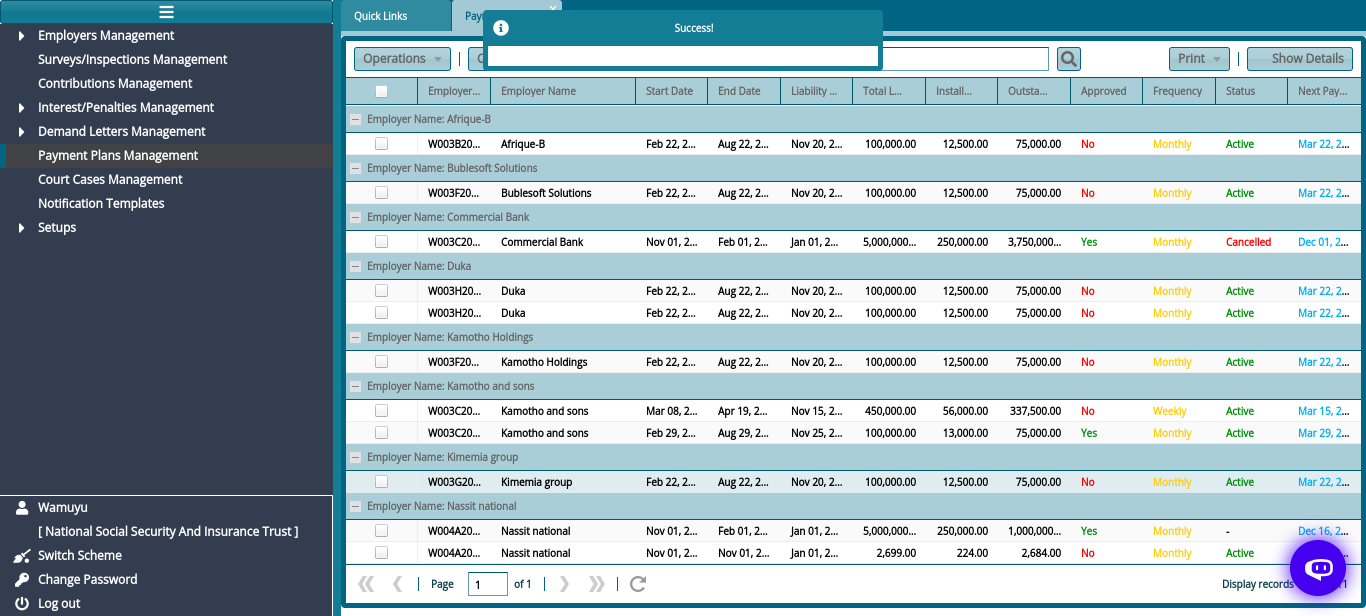 Quick Links
Success!
Employers Management
Surveys/Inspections Management
Contributions Management
Interest/Penalties Management
Demand Letters Management
Payment Plans Management
Court Cases Management
Notification Templates
Setups
Wamuyu
[ National Social Security And Insurance Trust ]
Switch Scheme
Change Password
Log out
Operations Print Show Details
Employer... Employer Name Start Date End Date Liability ... Total L... Install... Outsta... Approved Frequency Status Next Pay...
Employer Name: Afrique-B
W003B20... Afrique-B Feb 22, 2... Aug 22, 2... Nov 20, 2... 100,000.00 12,500.00 75,000.00 No Monthly Active Mar 22, 2...
Employer Name: Bublesoft Solutions
W003F20... Bublesoft Solutions Feb 22, 2... Aug 22, 2... Nov 20, 2... 100,000.00 12,500.00 75,000.00 No Monthly Active Mar 22, 2...
Employer Name: Commercial Bank
W003C20... Commercial Bank Nov 01, 2... Feb 01, 2... Jan 01, 2... 5,000,000... 250,000.00 3,750,000... Yes Monthly Cancelled Dec 01, 2...
Employer Name: Duka
W003H20... Duka Feb 22, 2... Aug 22, 2... Nov 20, 2... 100,000.00 12,500.00 75,000.00 No Monthly Active Mar 22, 2...
W003H20... Duka Feb 22, 2... Aug 22, 2... Nov 20, 2... 100,000.00 12,500.00 75,000.00 No Monthly Active Mar 22, 2...
Employer Name: Kamotho Holdings
W003F20... Kamotho Holdings Feb 22, 2... Aug 22, 2... Nov 20, 2... 100,000.00 12,500.00 75,000.00 No Monthly Active Mar 22, 2...
Employer Name: Kamotho and sons
W003C20... Kamotho and sons Mar 08, 2... Apr 19, 2... Nov 15, 2... 450,000.00 56,000.00 337,500.00 No Weekly Active Mar 15, 2...
W003C20... Kamotho and sons Feb 29, 2... Aug 29, 2... Nov 25, 2... 100,000.00 13,000.00 75,000.00 Yes Monthly Active Mar 29, 2...
Employer Name: Kimemia group
W003G20... Kimemia group Feb 22, 2... Aug 22, 2... Nov 20, 2... 100,000.00 12,500.00 75,000.00 No Monthly Active Mar 22, 2...
Employer Name: Nassit national
W004A20... Nassit national Nov 01, 2... Feb 01, 2... Jan 01, 2... 5,000,000... 250,000.00 1,000,000... Yes Monthly - Dec 16, 2...
W004A20... Nassit national Nov 01, 2... Nov 01, 2... Jan 01, 2... 2,699.00 224.00 2,684.00 No Monthly Active
Page 1 of 1 Display records